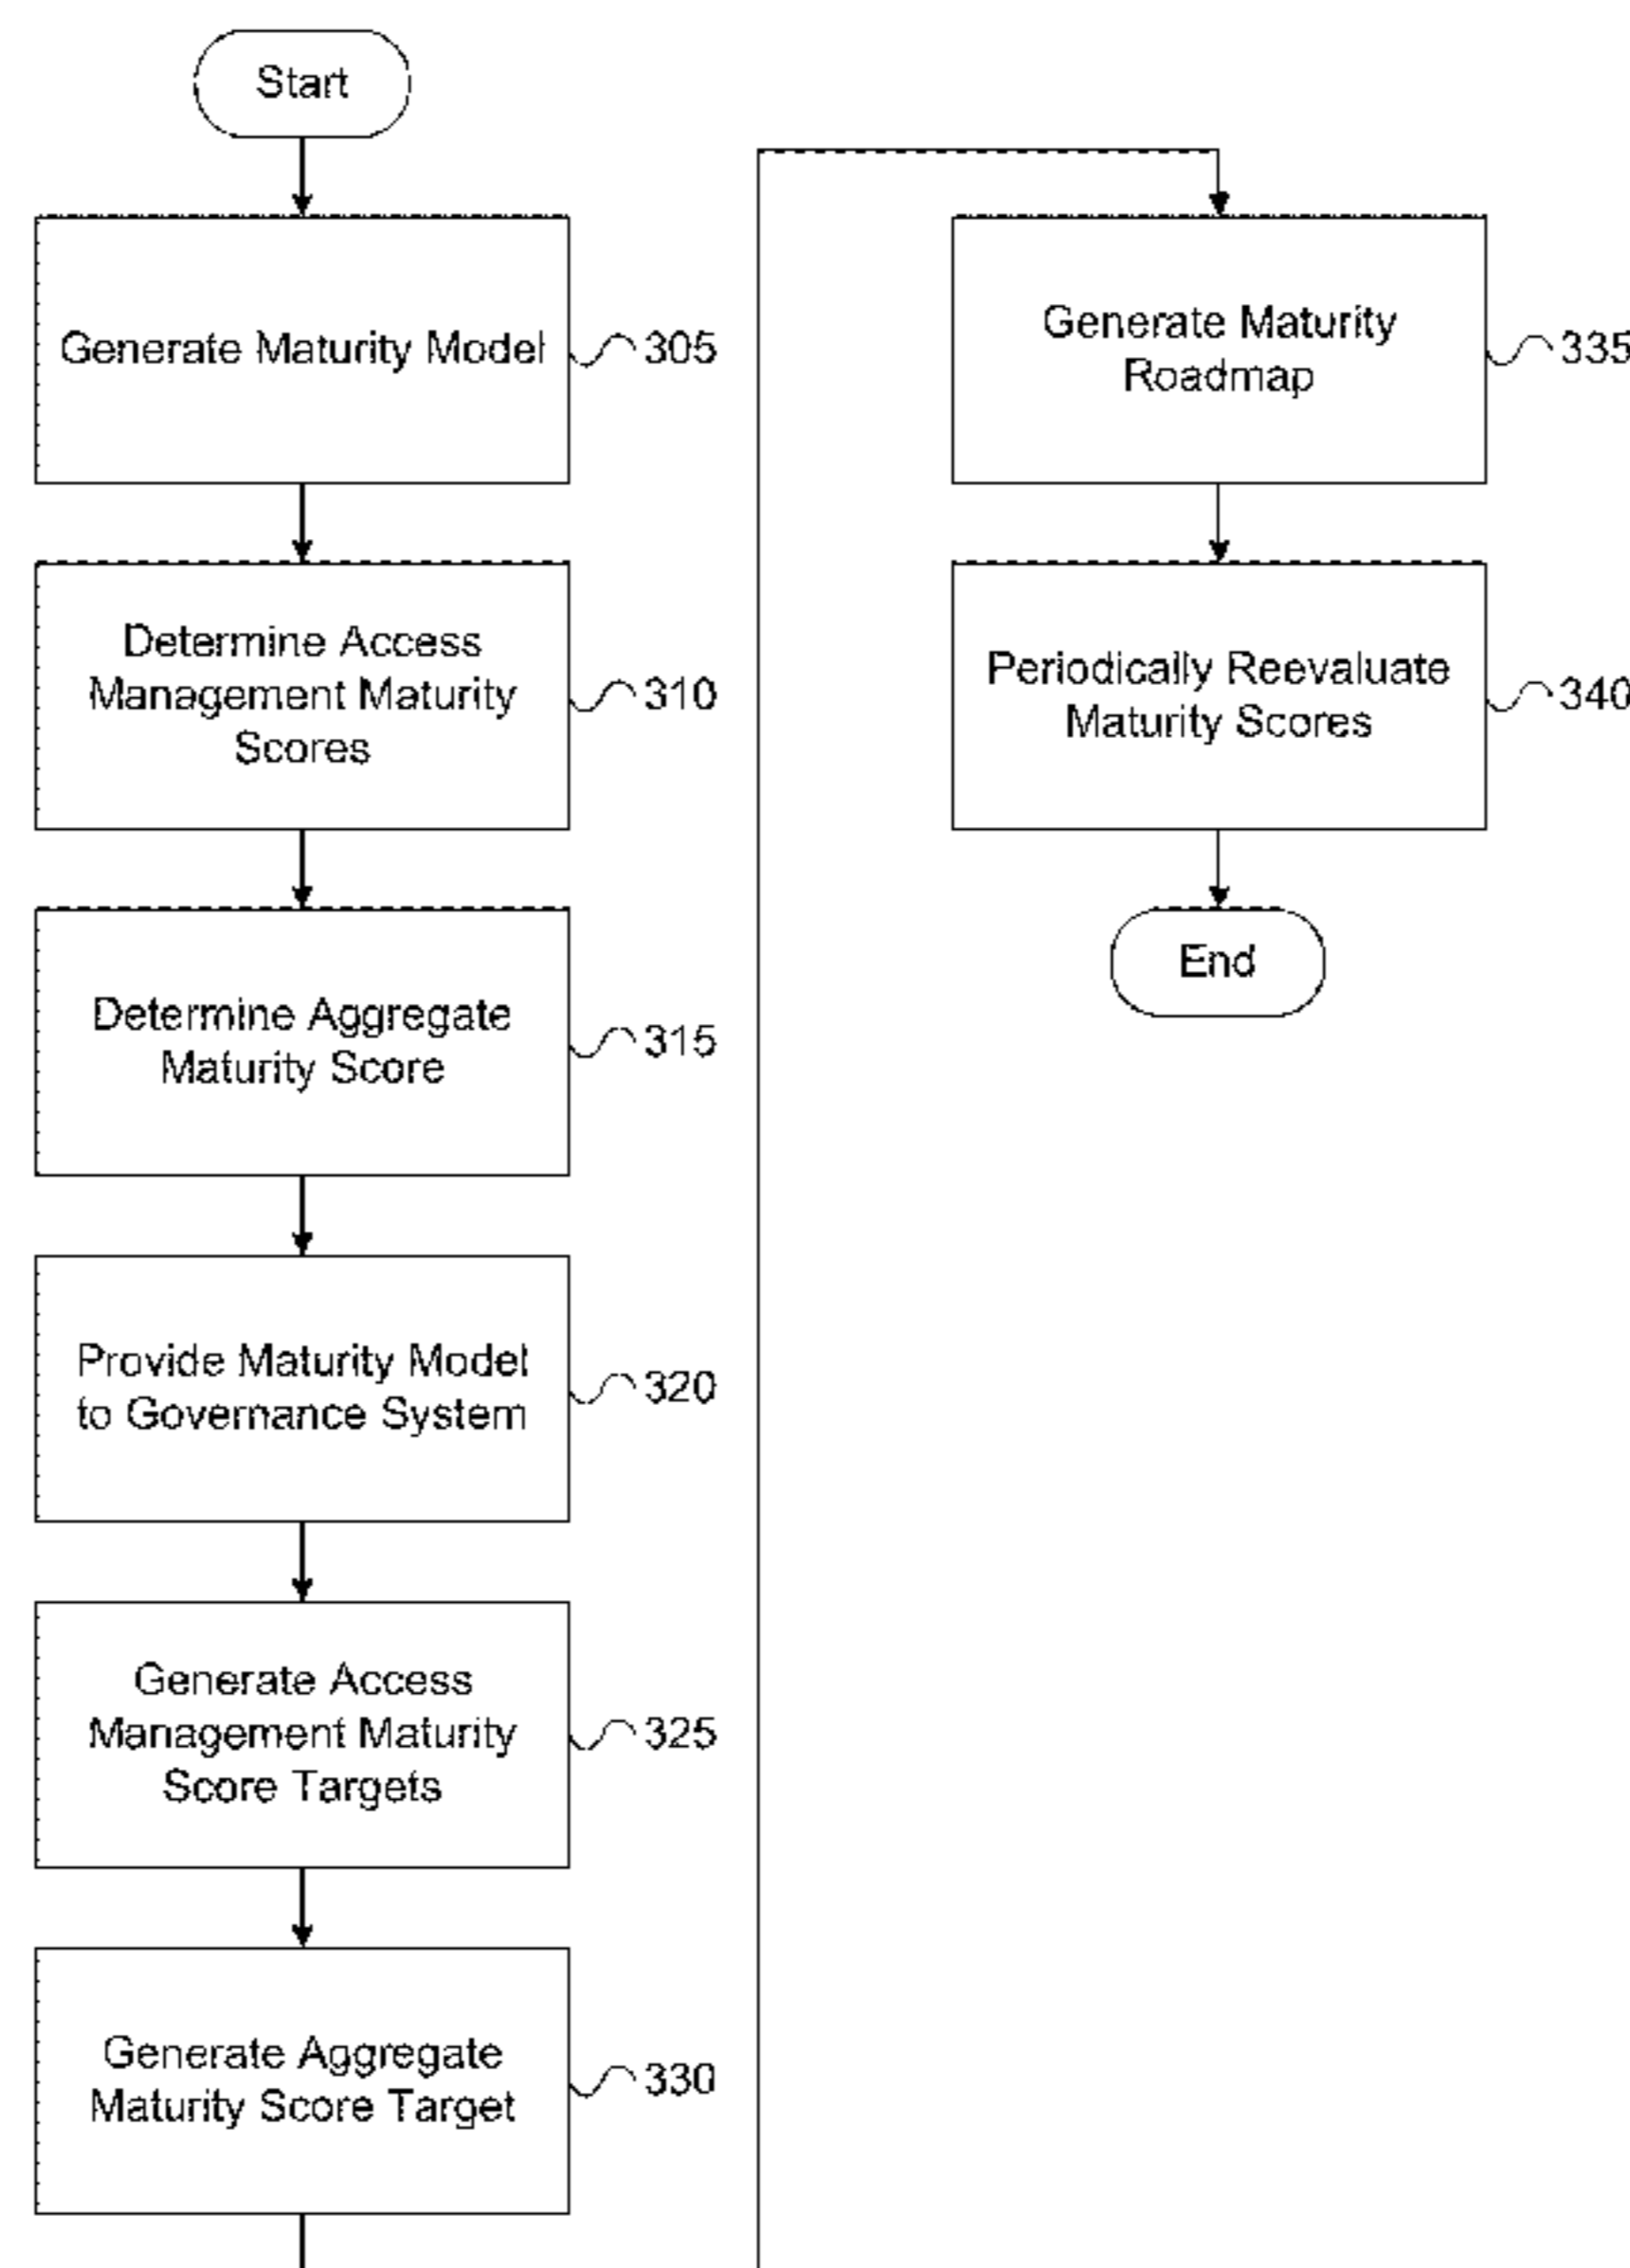 Start
Generate Maturity Model
305
Determine Access
Management Maturity
Scores
310
Determine Aggregate
Maturity Score
315
Provide Maturity Model
to Governance System
320
Generate Access
Management Maturity
Score Targets
325
Generate Aggregate
Maturity Score Target
330
Generate Maturity
Roadmap
335
Periodically Reevaluate
Maturity Scores
340
End